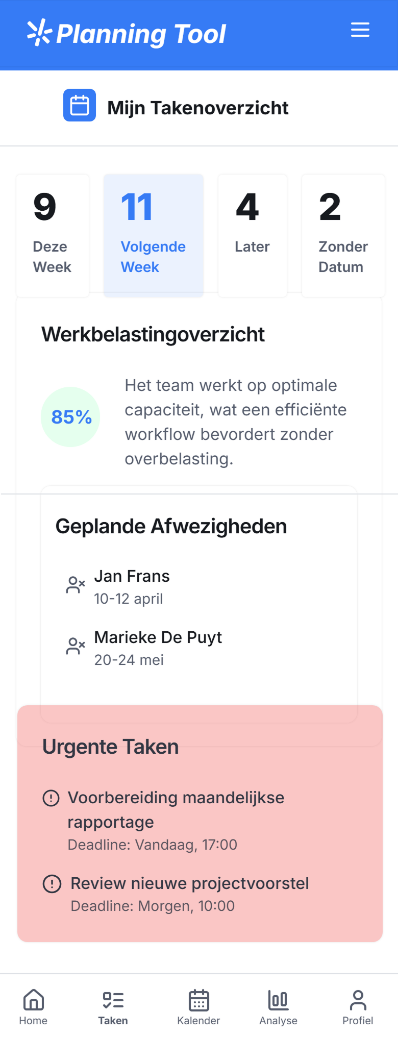 Planning Tool
Mijn Takenoverzicht
9
Deze
Week
11
Volgende
Week
4
Later
2
Zonder
Datum
Werkbelastingoverzicht
85%
Het team werkt op optimale
capaciteit, wat een efficiënte
workflow bevordert zonder
overbelasting.
Geplande Afwezigheden
Jan Frans
10-12 april
Marieke De Puyt
20-24 mei
Urgente Taken
Voorbereiding maandelijkse
rapportage
Deadline: Vandaag, 17:00
Review nieuwe projectvoorstel
Deadline: Morgen, 10:00
Home
Taken
Kalender
Analyse
Profiel